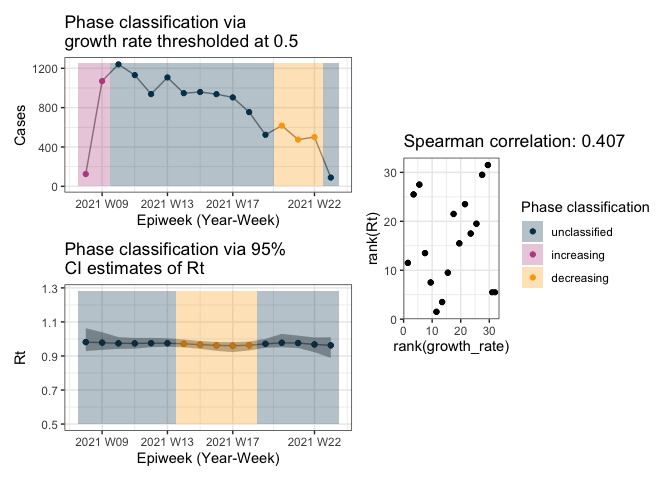 Phase classification via
growth rate thresholded at 0.5
1200
800
400
0
Cases
2021 W09
2021 W13
2021 W17
2021 W22
Epiweek (Year-Week)
Phase classification via 95%
CI estimates of Rt
1.3
1.1
0.9
0.7
0.5
Rt
2021 W09
2021 W13
2021 W17
2021 W22
Epiweek (Year-Week)
Spearman correlation: 0.407
30
20
10
0
rank(Rt)
0
10
20
30
rank(growth_rate)
Phase classification
unclassified
increasing
decreasing